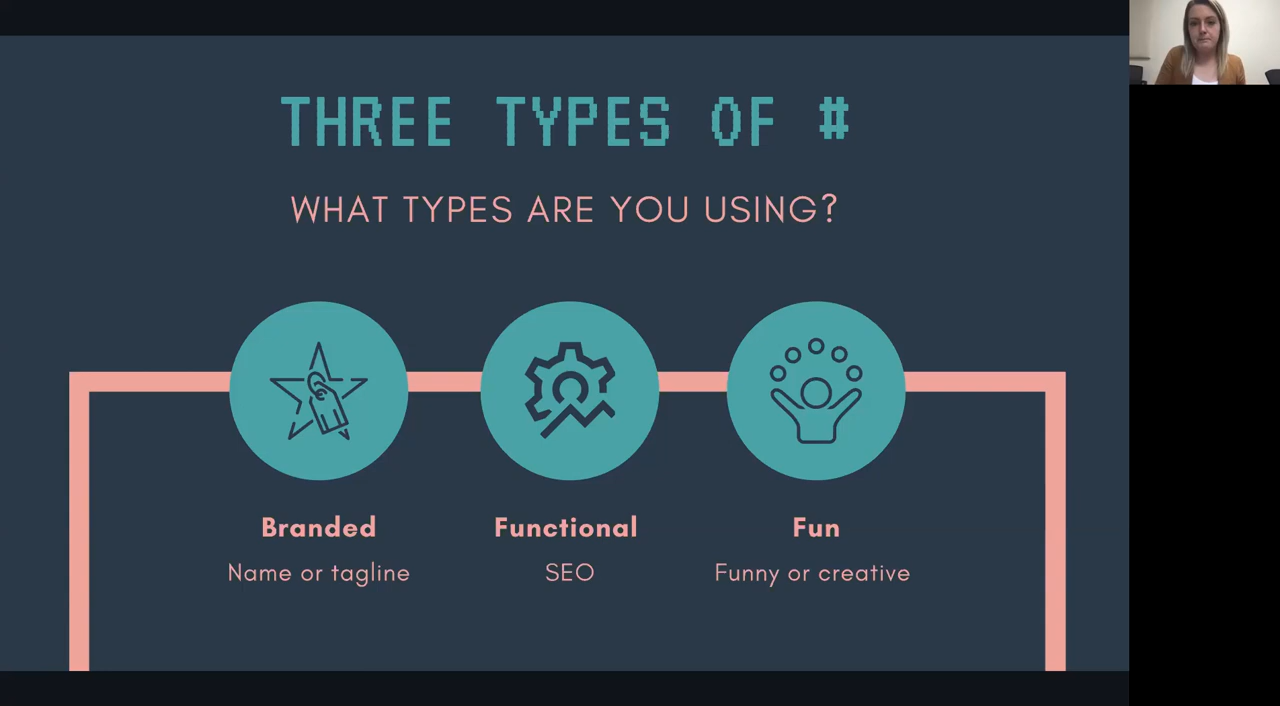 THREE TYPES OF #
WHAT TYPES ARE YOU USING?
Branded
Name or tagline
Functional
SEO
Fun
Funny or creative